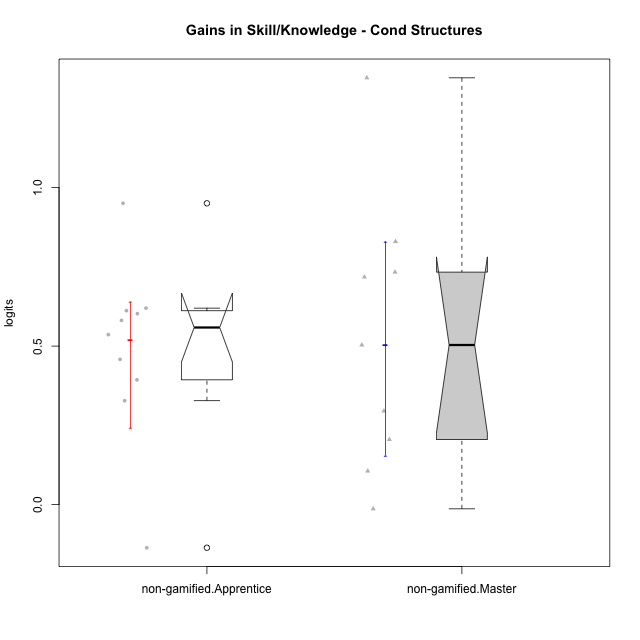 Gains in Skill/Knowledge - Cond Structures
logits
1.0
0.5
0.0
non-gamified.Apprentice
non-gamified.Master